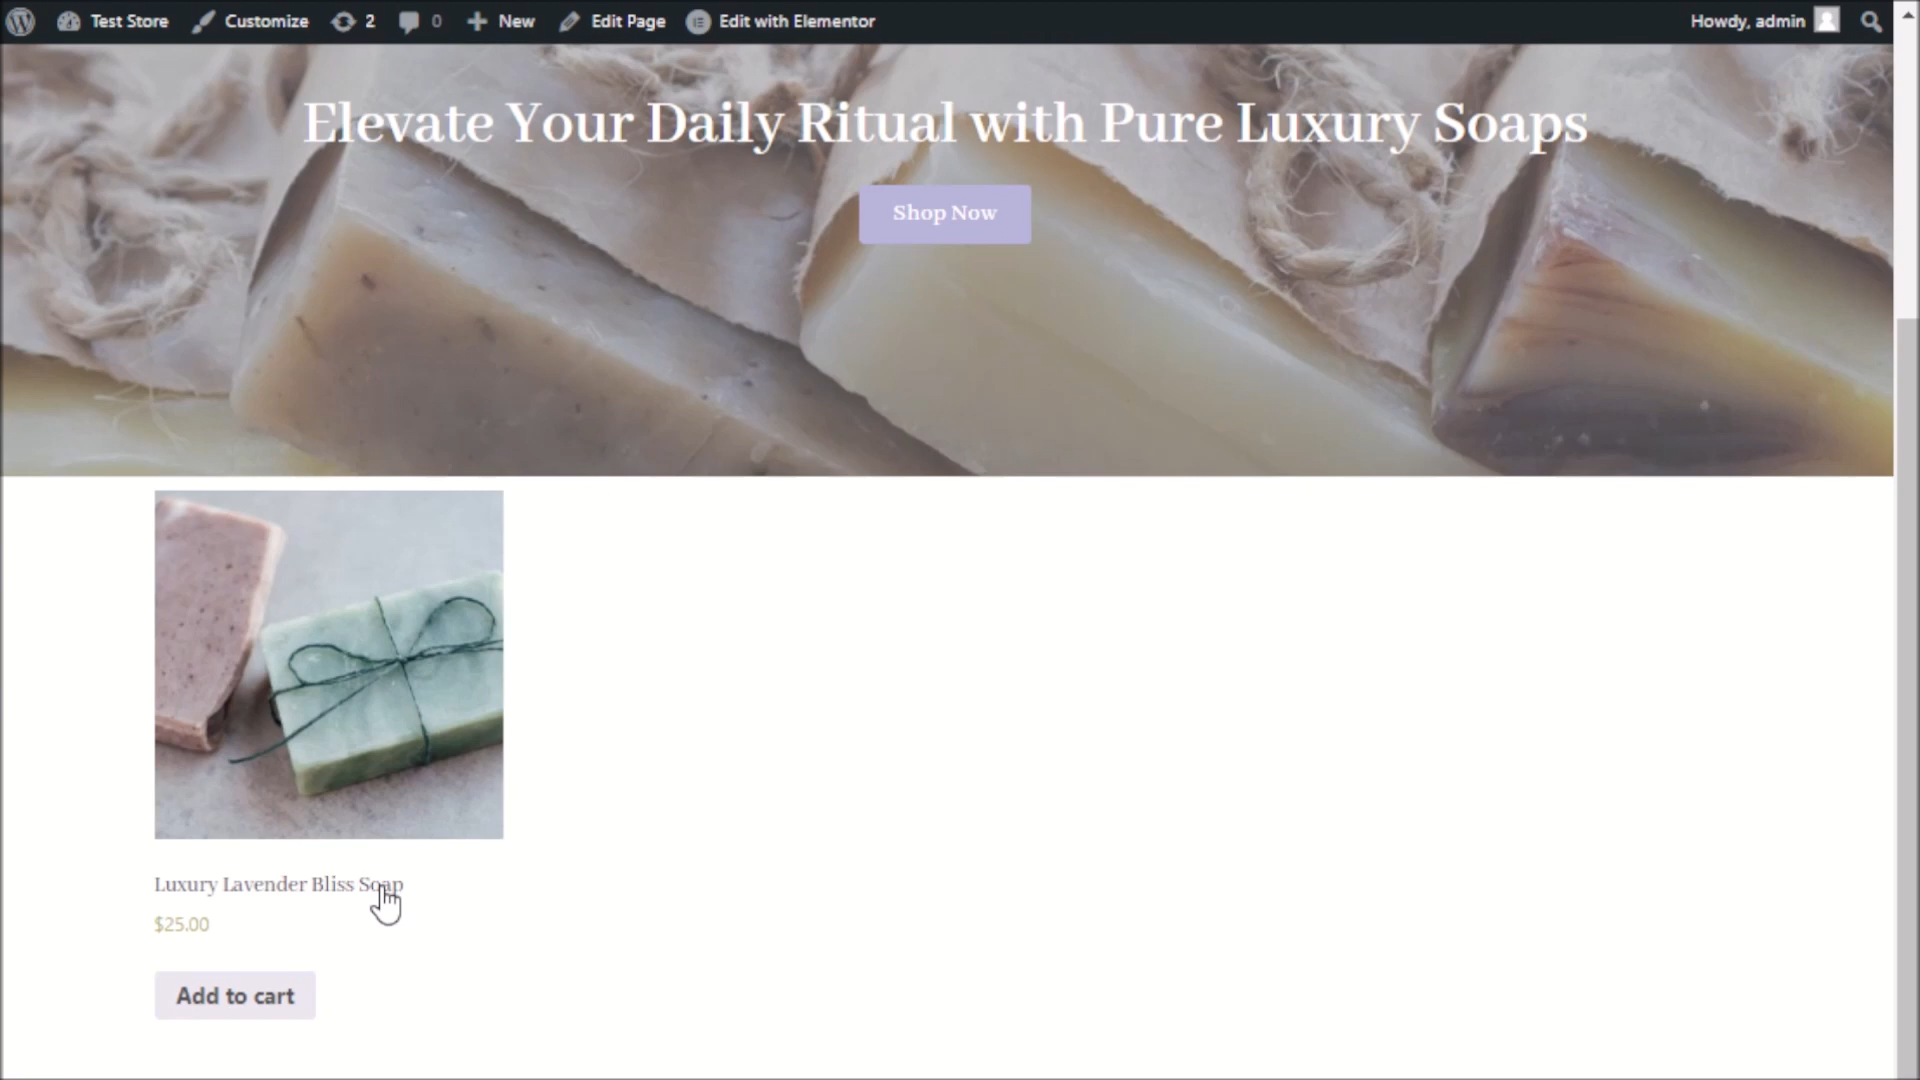 Test Store Customize 2 0 New Edit Page Edit with Elementor Howdy, admin
Elevate Your Daily Ritual with Pure Luxury Soaps
Shop Now
Luxury Lavender Bliss Soap
$25.00
Add to cart